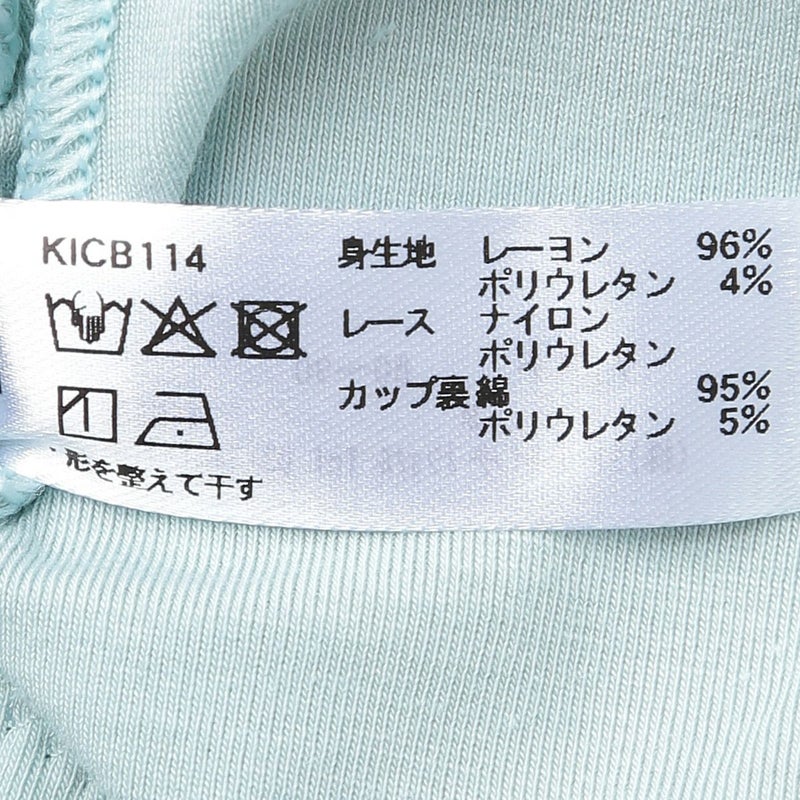 KICB114
身生地 レーヨン 96%
ポリウレタン 4%
レース ナイロン
ポリウレタン
カップ裏 綿 95%
ポリウレタン 5%
・形を整えて干す